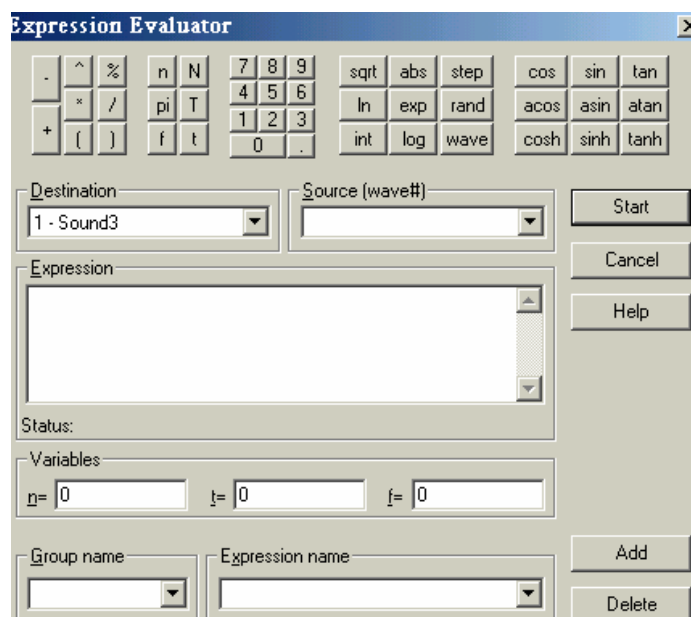 Expression Evaluator
- ^ % n N 7 8 9 sqrt abs step cos sin tan
* / pi T 4 5 6 ln exp rand acos asin atan
+ ( ) f t 1 2 3 int log wave cosh sinh tanh
0 .
Destination Source (wave#)
1 - Sound3
Start
Cancel
Expression
Help
Status:
Variables
n= 0 t= 0 f= 0
Group name Expression name
Add
Delete